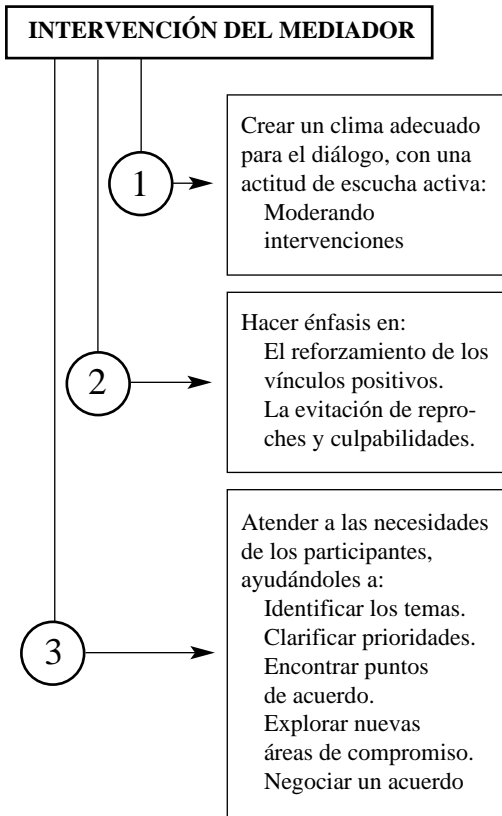 INTERVENCIÓN DEL MEDIADOR
1
Crear un clima adecuado
para el diálogo, con una
actitud de escucha activa:
Moderando
intervenciones
2
Hacer énfasis en:
El reforzamiento de los
vínculos positivos.
La evitación de repro-
ches y culpabilidades.
3
Atender a las necesidades
de los participantes,
ayudándoles a:
Identificar los temas.
Clarificar prioridades.
Encontrar puntos
de acuerdo.
Explorar nuevas
áreas de compromiso.
Negociar un acuerdo